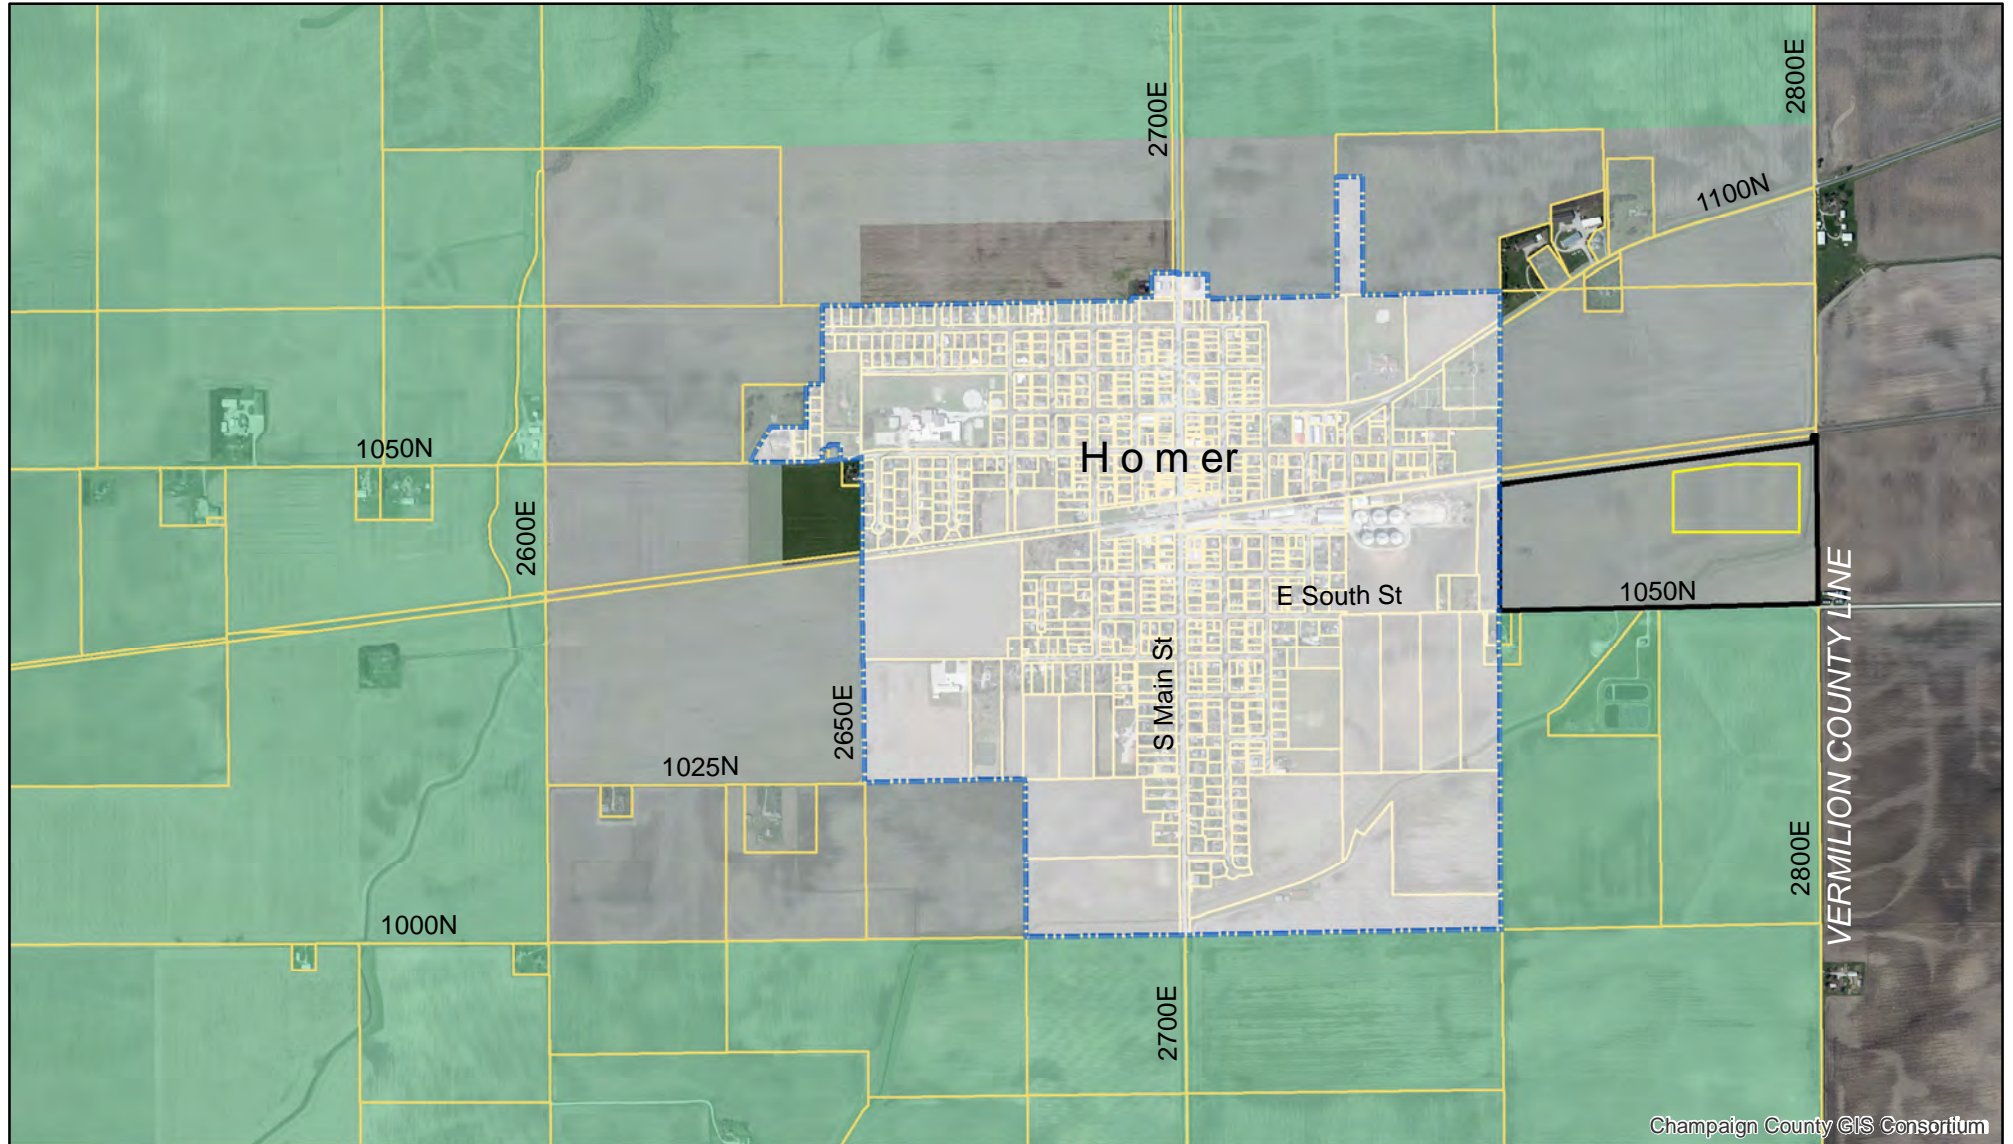 2800E
2700E
1100N
1050N
H o m er
2600E
E South St
1050N
VERMILION COUNTY LINE
S Main St
2650E
1025N
2800E
1000N
2700E
Champaign County GIS Consortium